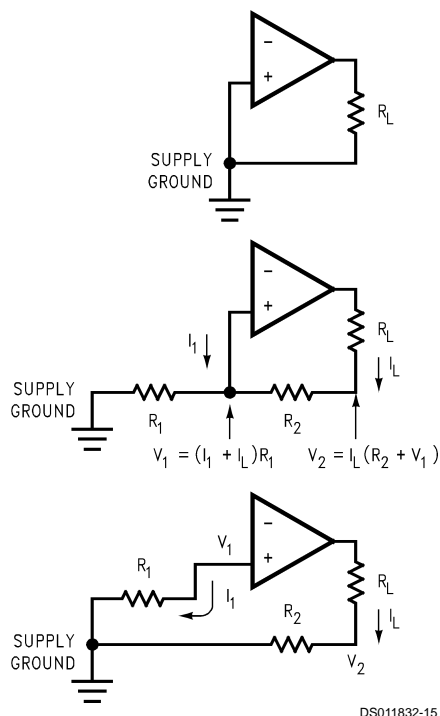 −
+
R_L
SUPPLY
GROUND
−
+
I_1
R_L
I_L
SUPPLY
GROUND
R_1
R_2
V_1 = (I_1 + I_L)R_1
V_2 = I_L(R_2 + V_1)
−
V_1
+
R_1
I_1
R_L
R_2
I_L
SUPPLY
GROUND
V_2
DS011832-15